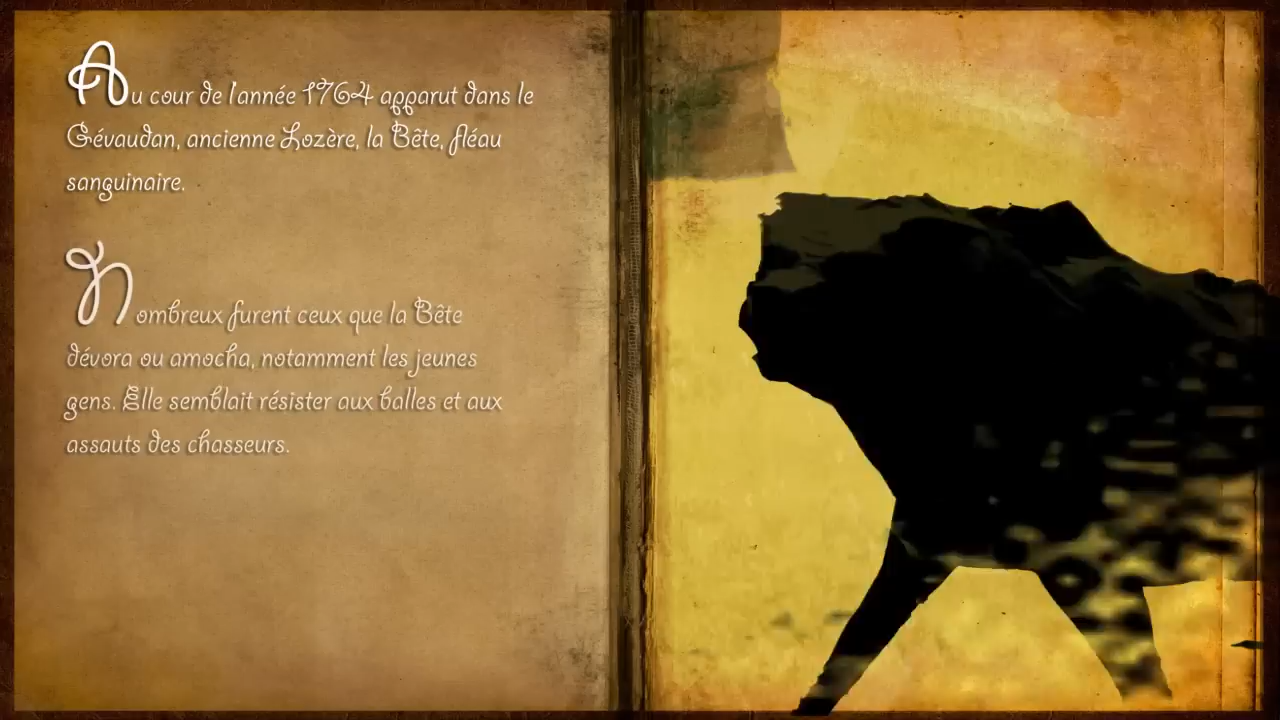 Au cour de l'année 1764 apparut dans le
Gévaudan, ancienne Lozère, la Bête, fléau
sanguinaire.
Nombreux furent ceux que la Bête
dévora ou amocha, notamment les jeunes
gens. Elle semblait résister aux balles et aux
assauts des chasseurs.